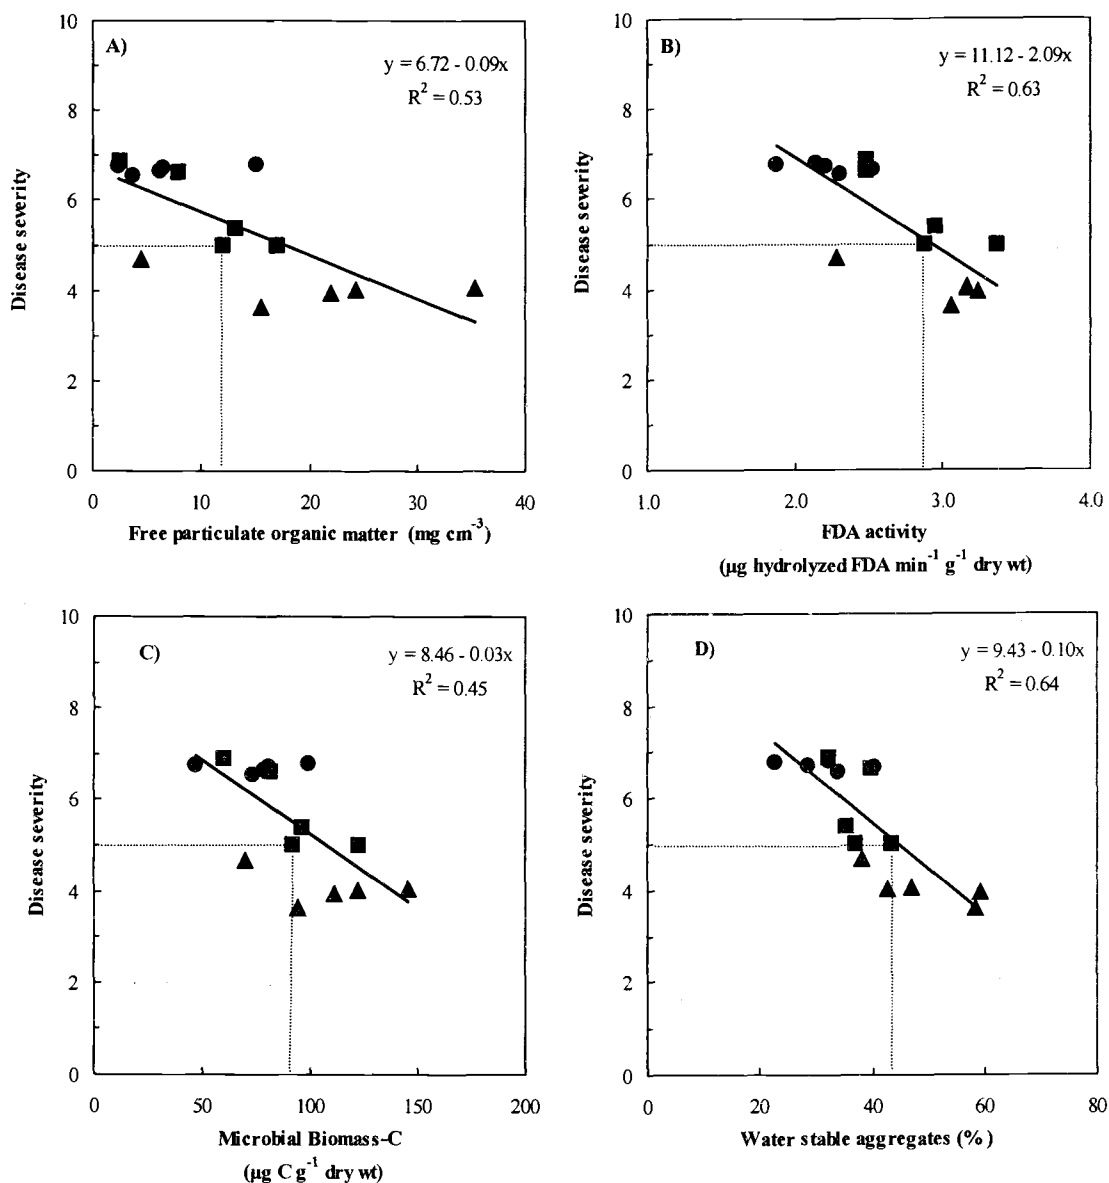 A)
y = 6.72 - 0.09x
R² = 0.53
Disease severity
10
8
6
4
2
0
0 10 20 30 40
Free particulate organic matter (mg cm⁻³)
B)
y = 11.12 - 2.09x
R² = 0.63
Disease severity
10
8
6
4
2
0
1.0 2.0 3.0 4.0
FDA activity
(µg hydrolyzed FDA min⁻¹ g⁻¹ dry wt)
C)
y = 8.46 - 0.03x
R² = 0.45
Disease severity
10
8
6
4
2
0
0 50 100 150 200
Microbial Biomass-C
(µg C g⁻¹ dry wt)
D)
y = 9.43 - 0.10x
R² = 0.64
Disease severity
10
8
6
4
2
0
0 20 40 60 80
Water stable aggregates (%)